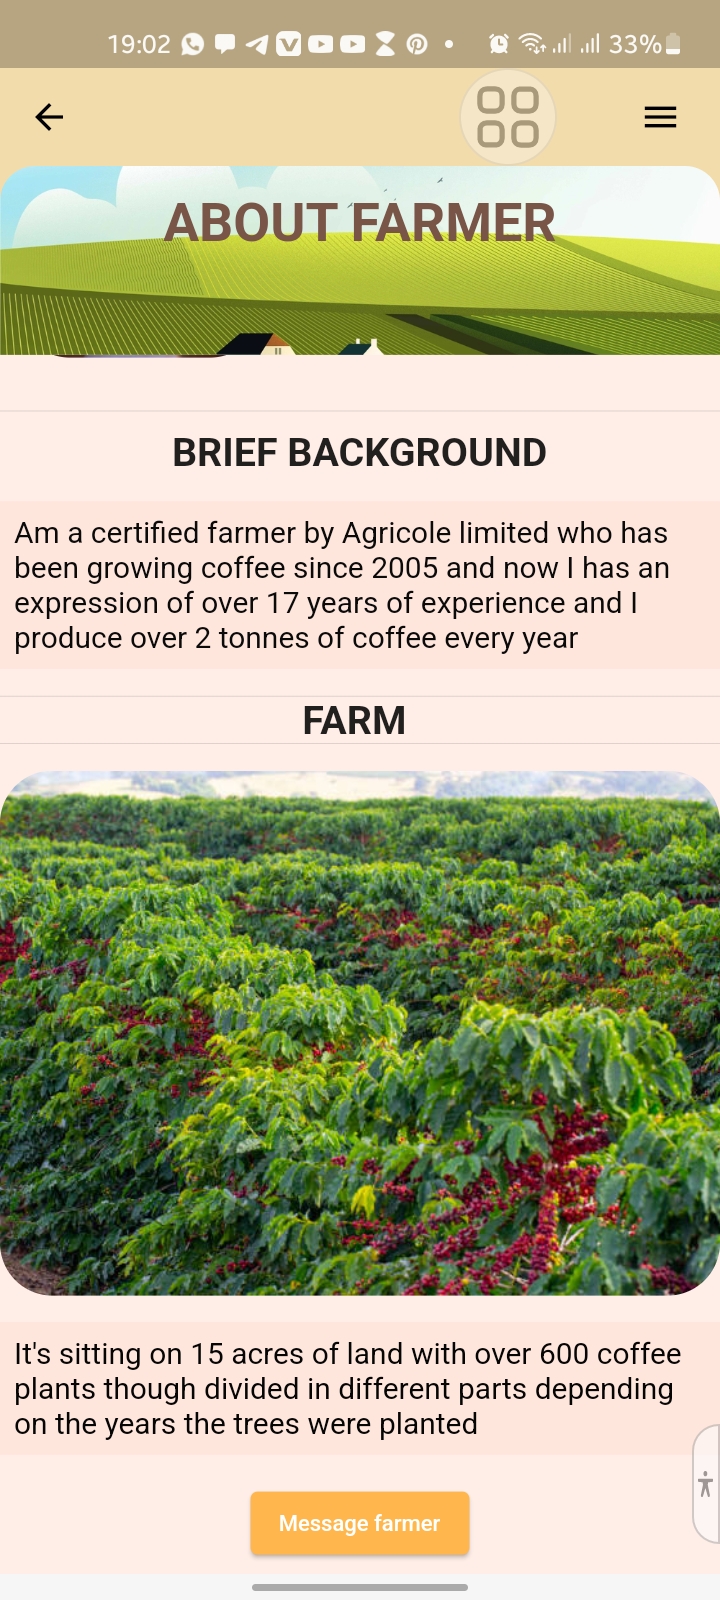 19:02 33%
ABOUT FARMER
BRIEF BACKGROUND
Am a certified farmer by Agricole limited who has
been growing coffee since 2005 and now I has an
expression of over 17 years of experience and I
produce over 2 tonnes of coffee every year
FARM
It's sitting on 15 acres of land with over 600 coffee
plants though divided in different parts depending
on the years the trees were planted
Message farmer